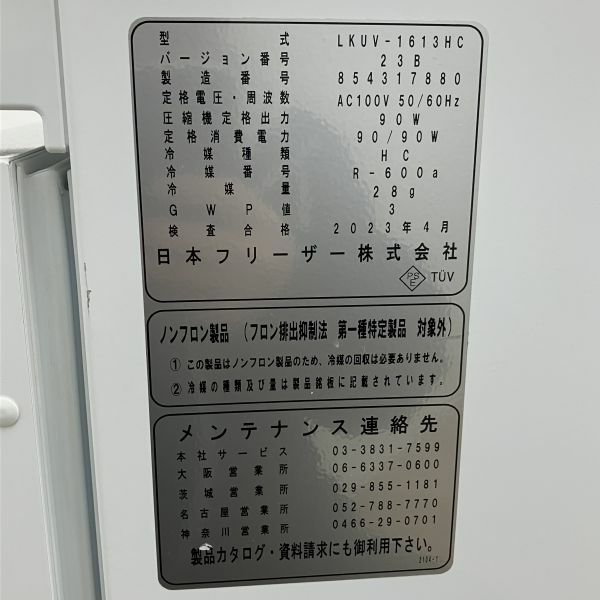 型式 LKUV-1613HC
バージョン番号 23B
製造番号 854317880
定格電圧・周波数 AC100V 50/60Hz
圧縮機定格出力 90W
定格消費電力 90/90W
冷媒種類 HC
冷媒番号 R-600a
冷媒量 28g
GWP値 3
検査合格 2023年4月
日本フリーザー株式会社
PSE TÜV
ノンフロン製品 (フロン排出抑制法 第一種特定製品 対象外)
① この製品はノンフロン製品のため、冷媒の回収は必要ありません。
② 冷媒の種類及び量は製品銘板に記載されています。
メンテナンス連絡先
本社サービス 03-3831-7599
大阪営業所 06-6337-0600
茨城営業所 029-855-1181
名古屋営業所 052-788-7770
神奈川営業所 0466-29-0701
製品カタログ・資料請求にも御利用下さい。